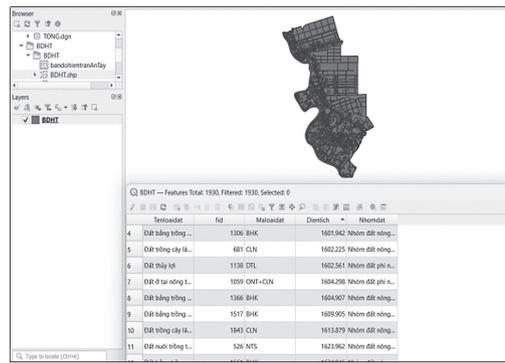 Browser
TONG.dgn
BDHT
BDHT
bandohientranAnTay
BDHT.shp
Layers
BDHT
BDHT — Features Total: 1930, Filtered: 1930, Selected: 0
Tenloaidat fid Maloaidat Dientich Nhomdat
4 Đất bằng trồng ... 1306 BHK 1601.942 Nhóm đất nông...
5 Đất trồng cây lâ... 681 CLN 1602.225 Nhóm đất nông...
6 Đất thủy lợi 1138 DTL 1602.561 Nhóm đất phi n...
7 Đất ở tại nông t... 1059 ONT+CLN 1604.298 Nhóm đất phi n...
8 Đất bằng trồng ... 1366 BHK 1604.907 Nhóm đất nông...
9 Đất bằng trồng ... 1517 BHK 1609.905 Nhóm đất nông...
10 Đất trồng cây lâ... 1843 CLN 1613.879 Nhóm đất nông...
11 Đất nuôi trồng t... 526 NTS 1623.962 Nhóm đất nông...
Type to locate (Ctrl+K)